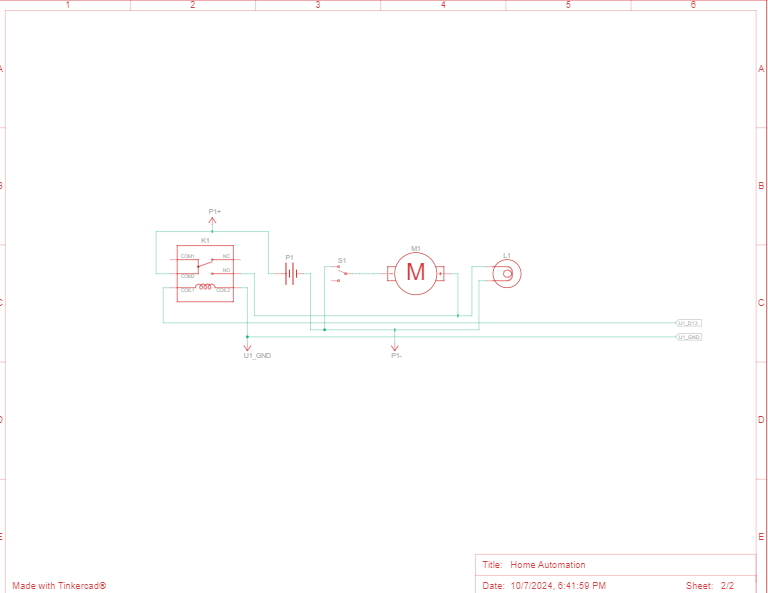 1 2 3 4 5 6
A A
B B
P1+
K1
COM1 NC
P1 S1 M1 L1
NO
M
COM2
COIL1 COIL2
C C
U1_D13
U1_GND
U1_GND P1-
D D
E E
Title: Home Automation
Made with Tinkercad® Date: 10/7/2024, 6:41:59 PM Sheet: 2/2